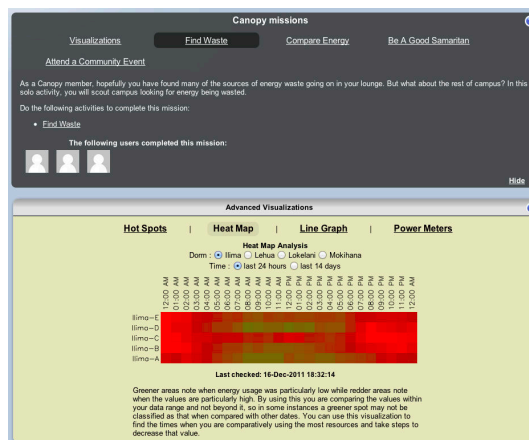 Canopy missions
Visualizations Find Waste Compare Energy Be A Good Samaritan
Attend a Community Event
As a Canopy member, hopefully you have found many of the sources of energy waste going on in your lounge. But what about the rest of campus? In this
solo activity, you will scout campus looking for energy being wasted.
Do the following activities to complete this mission:
• Find Waste
The following users completed this mission:
Hide
Advanced Visualizations
Hot Spots | Heat Map | Line Graph | Power Meters
Heat Map Analysis
Dorm : Ilima Lehua Lokelani Mokihana
Time : last 24 hours last 14 days
12:00 AM 01:00 AM 02:00 AM 03:00 AM 04:00 AM 05:00 AM 06:00 AM 07:00 AM 08:00 AM 09:00 AM 10:00 AM 11:00 AM 12:00 PM 01:00 PM 02:00 PM 03:00 PM 04:00 PM 05:00 PM 06:00 PM 07:00 PM 08:00 PM 09:00 PM 10:00 PM 11:00 PM 12:00 AM
Ilima-E
Ilima-D
Ilima-C
Ilima-B
Ilima-A
Last checked: 16-Dec-2011 18:32:14
Greener areas note when energy usage was particularly low while redder areas note
when the values are particularly high. By using this you are comparing the values within
your data range and not beyond it, so in some instances a greener spot may not be
classified as that when compared with other dates. You can use this visualization to
find the times when you are comparatively using the most resources and take steps to
decrease that value.